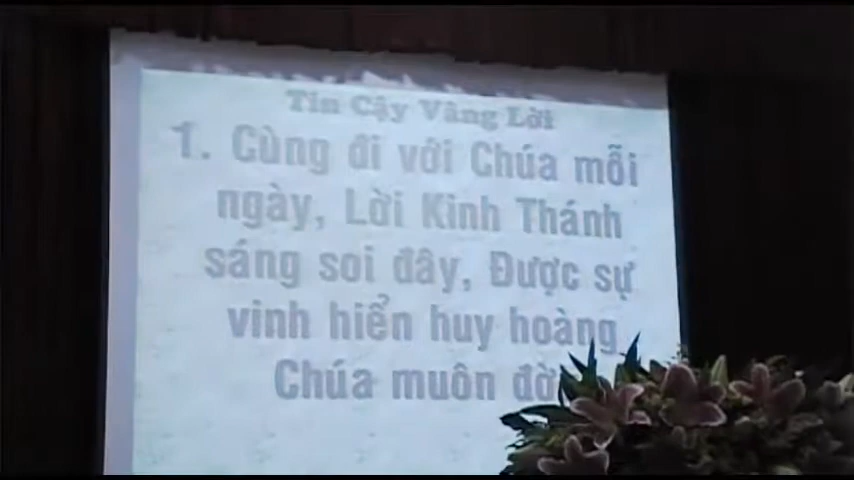 Tin Cậy Vâng Lời
1. Cùng đi với Chúa mỗi
ngày, Lời Kinh Thánh
sáng soi đây, Được sự
vinh hiển huy hoàng
Chúa muôn